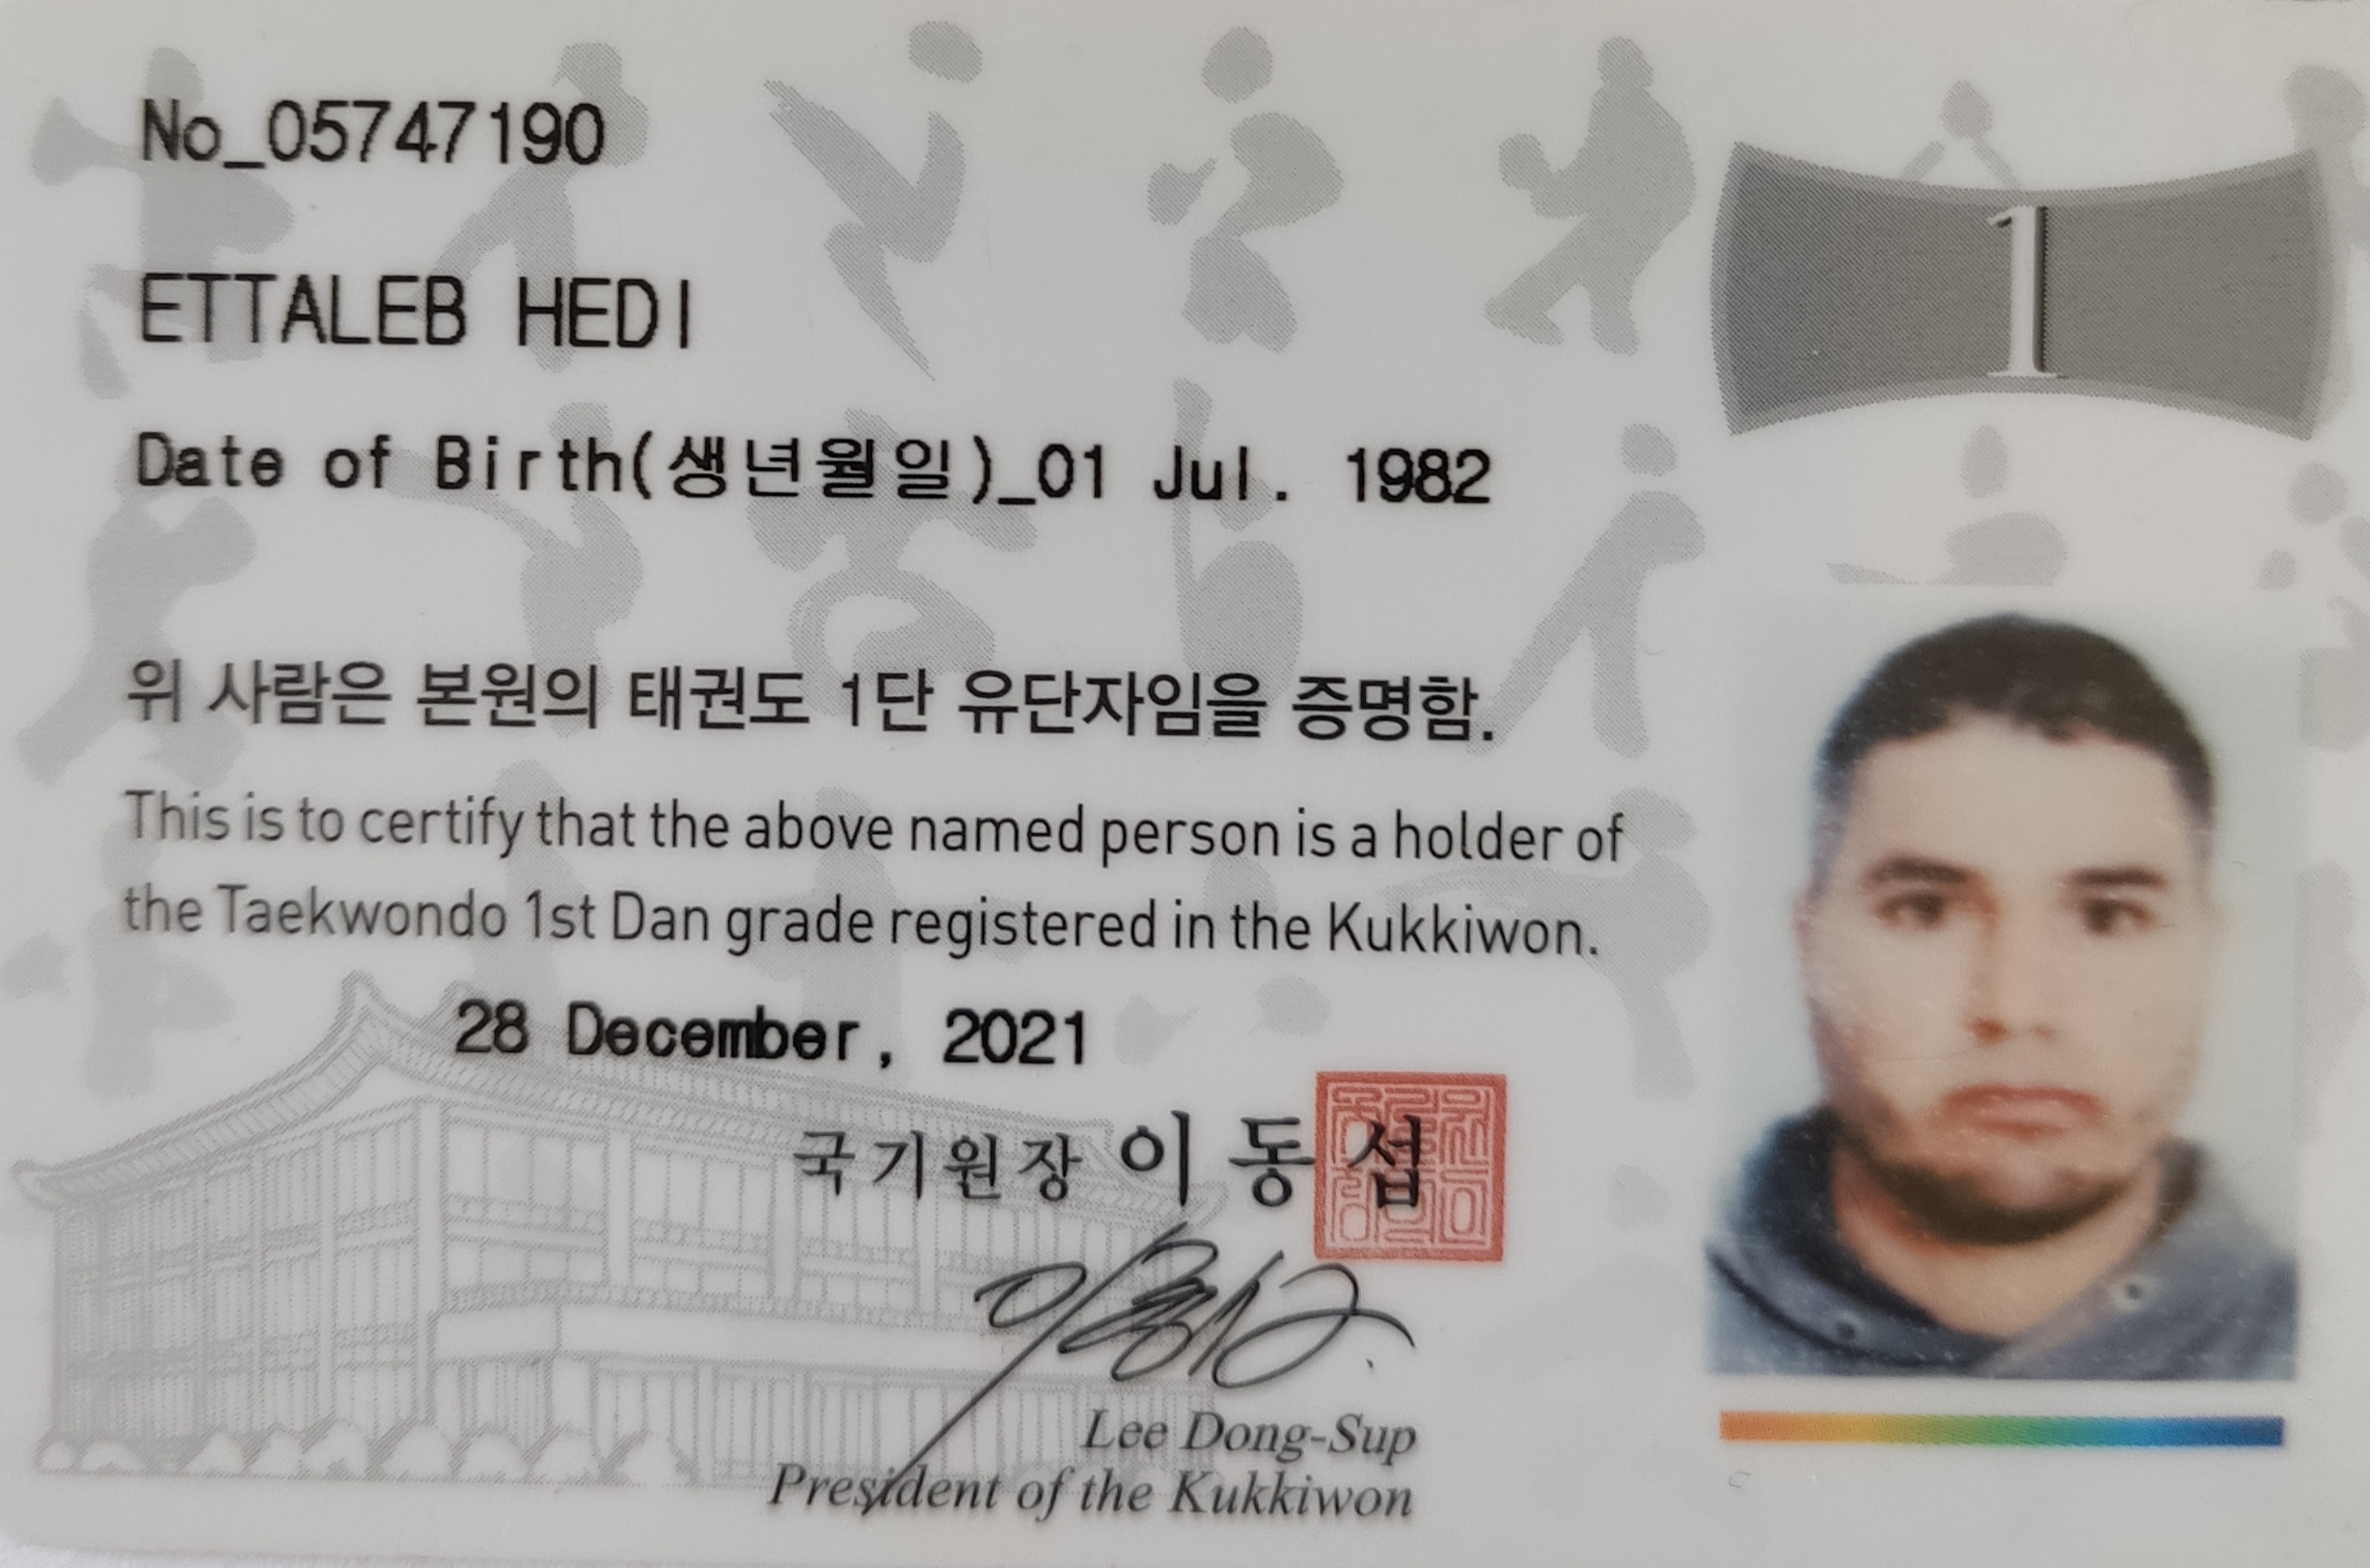 No_05747190
1
ETTALEB HEDI
Date of Birth(생년월일)_01 Jul. 1982
위 사람은 본원의 태권도 1단 유단자임을 증명함.
This is to certify that the above named person is a holder of
the Taekwondo 1st Dan grade registered in the Kukkiwon.
28 December, 2021
국기원장 이동섭
Lee Dong-Sup
President of the Kukkiwon